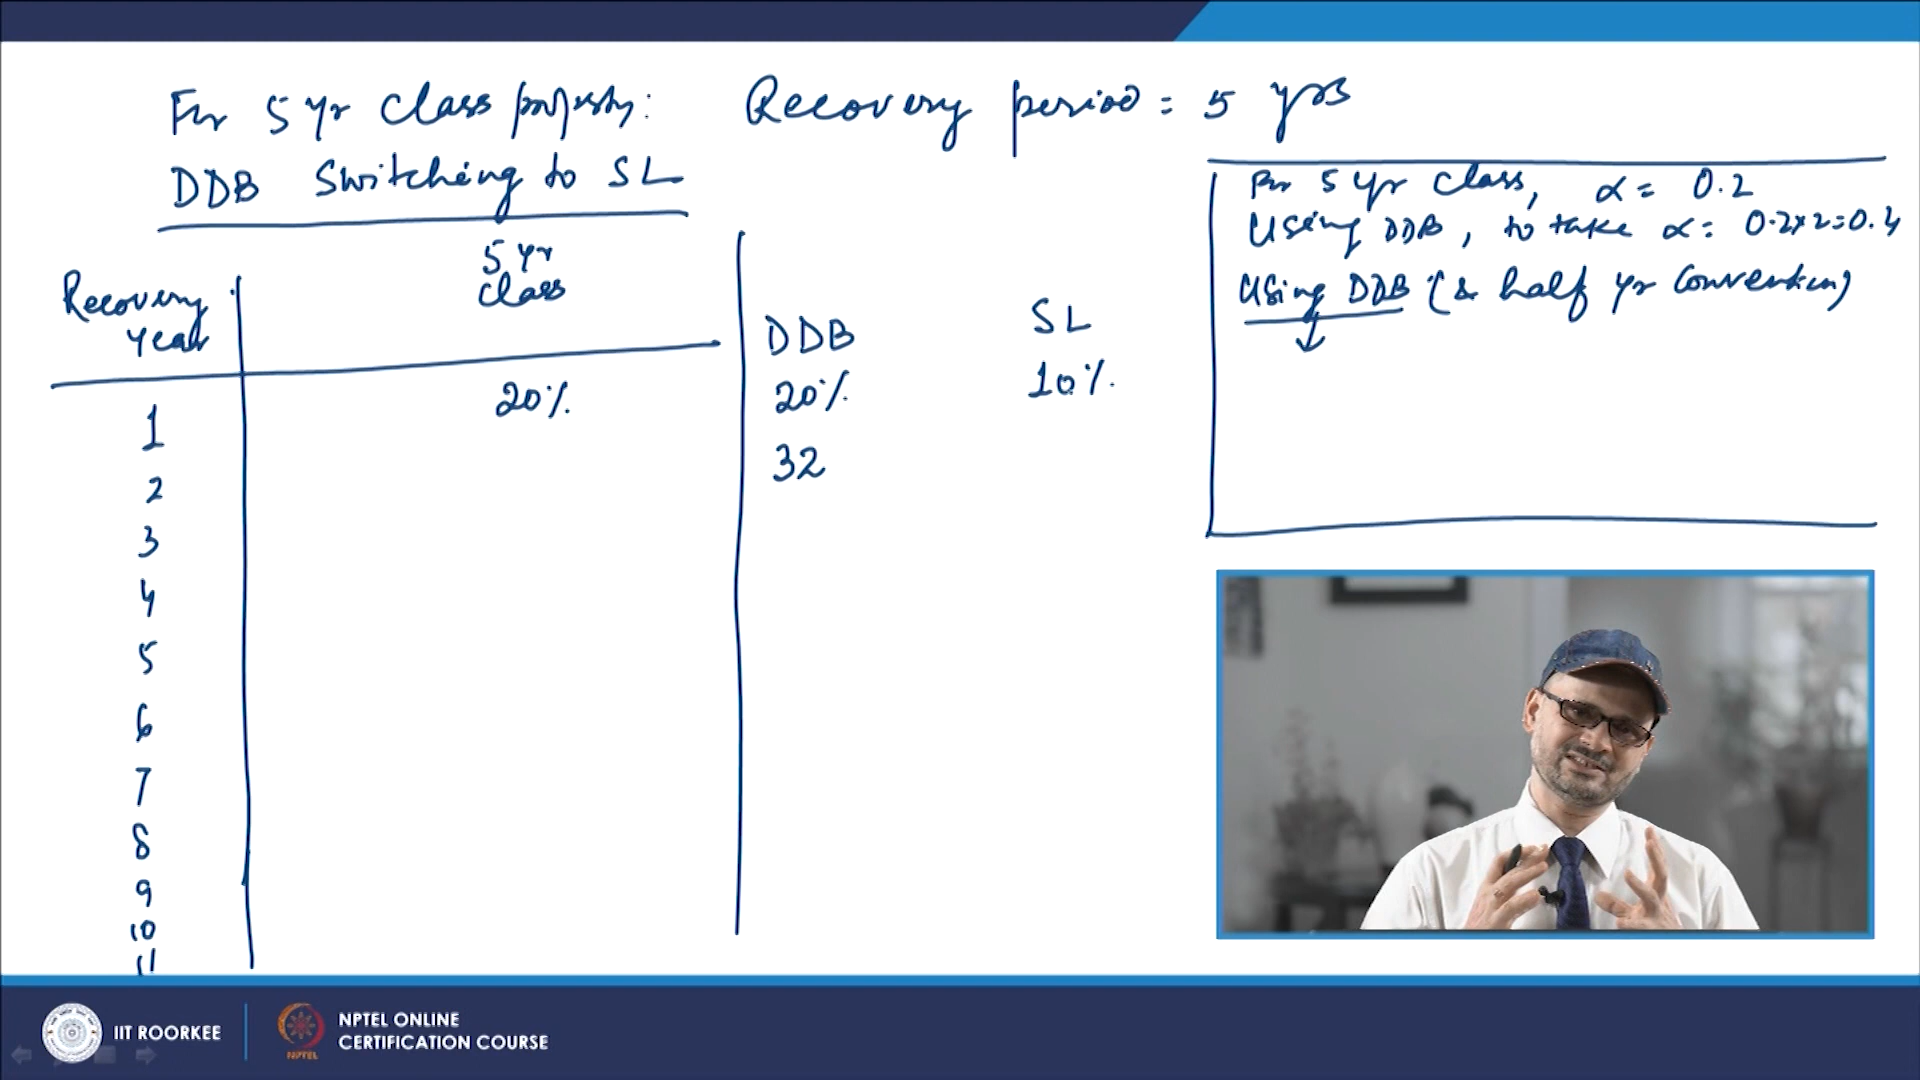 For 5 yr class property: Recovery period = 5 yrs
DDB Switching to SL
Recovery Year
5 yr class
DDB
SL
1 20% 20% 10%
2 32
3
4
5
6
7
8
9
10
11
For 5 yr class, α = 0.2
Using DDB, to take α = 0.2×2=0.4
Using DDB (& half yr convention)
IIT ROORKEE
NPTEL
NPTEL ONLINE
CERTIFICATION COURSE